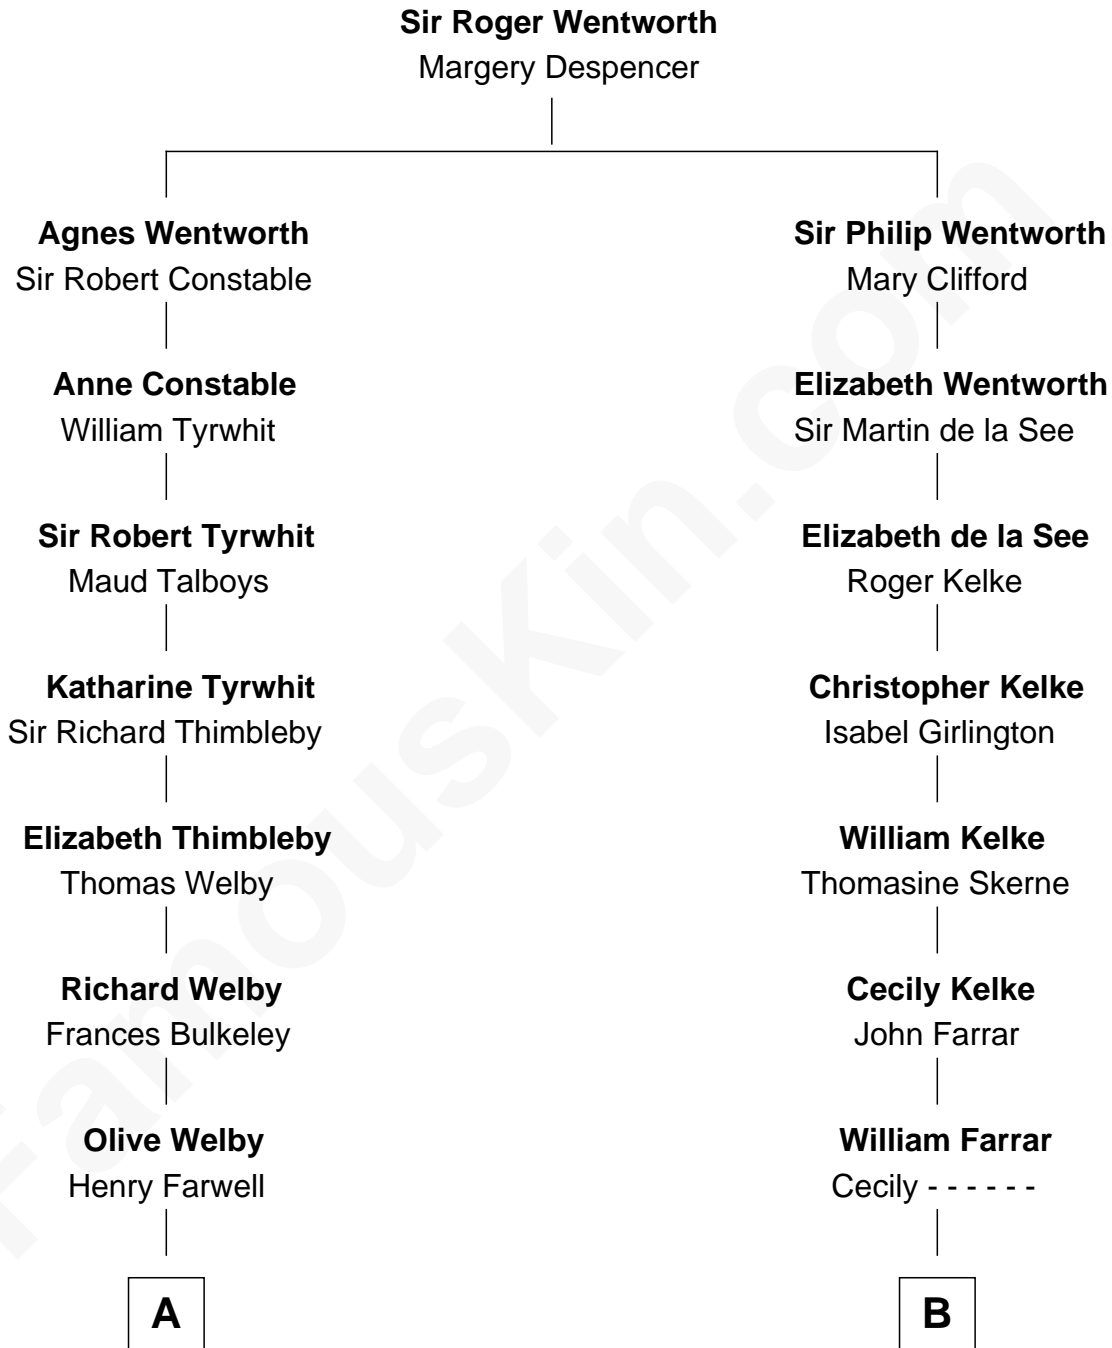 Sir Roger Wentworth
Margery Despencer
Agnes Wentworth
Sir Robert Constable
Sir Philip Wentworth
Mary Clifford
Anne Constable
William Tyrwhit
Elizabeth Wentworth
Sir Martin de la See
Sir Robert Tyrwhit
Maud Talboys
Elizabeth de la See
Roger Kelke
Katharine Tyrwhit
Sir Richard Thimbleby
Christopher Kelke
Isabel Girlington
Elizabeth Thimbleby
Thomas Welby
William Kelke
Thomasine Skerne
Richard Welby
Frances Bulkeley
Cecily Kelke
John Farrar
Olive Welby
Henry Farwell
William Farrar
Cecily - - - - - -
A
B
FamousKin.com